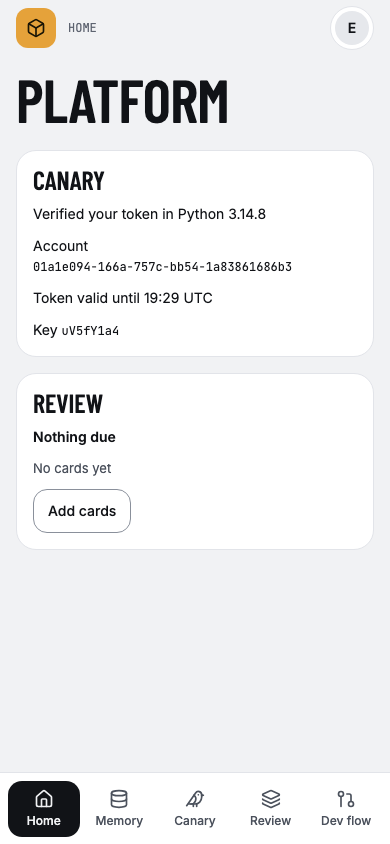 HOME
E
PLATFORM
CANARY
Verified your token in Python 3.14.8
Account
01a1e094-166a-757c-bb54-1a83861686b3
Token valid until 19:29 UTC
Key uV5fY1a4
REVIEW
Nothing due
No cards yet
Add cards
Home
Memory
Canary
Review
Dev flow